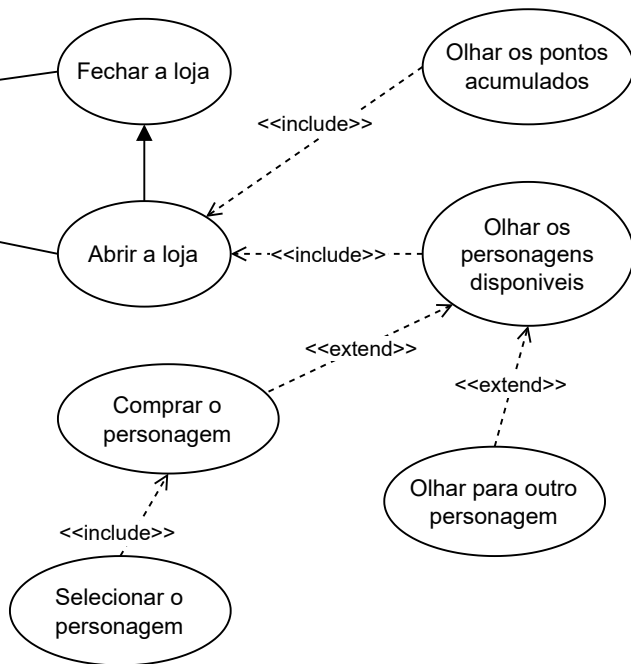 Fechar a loja
Olhar os pontos
acumulados
<<include>>
Abrir a loja
<<include>>
Olhar os
personagens
disponiveis
<<extend>>
<<extend>>
Comprar o
personagem
Olhar para outro
personagem
<<include>>
Selecionar o
personagem